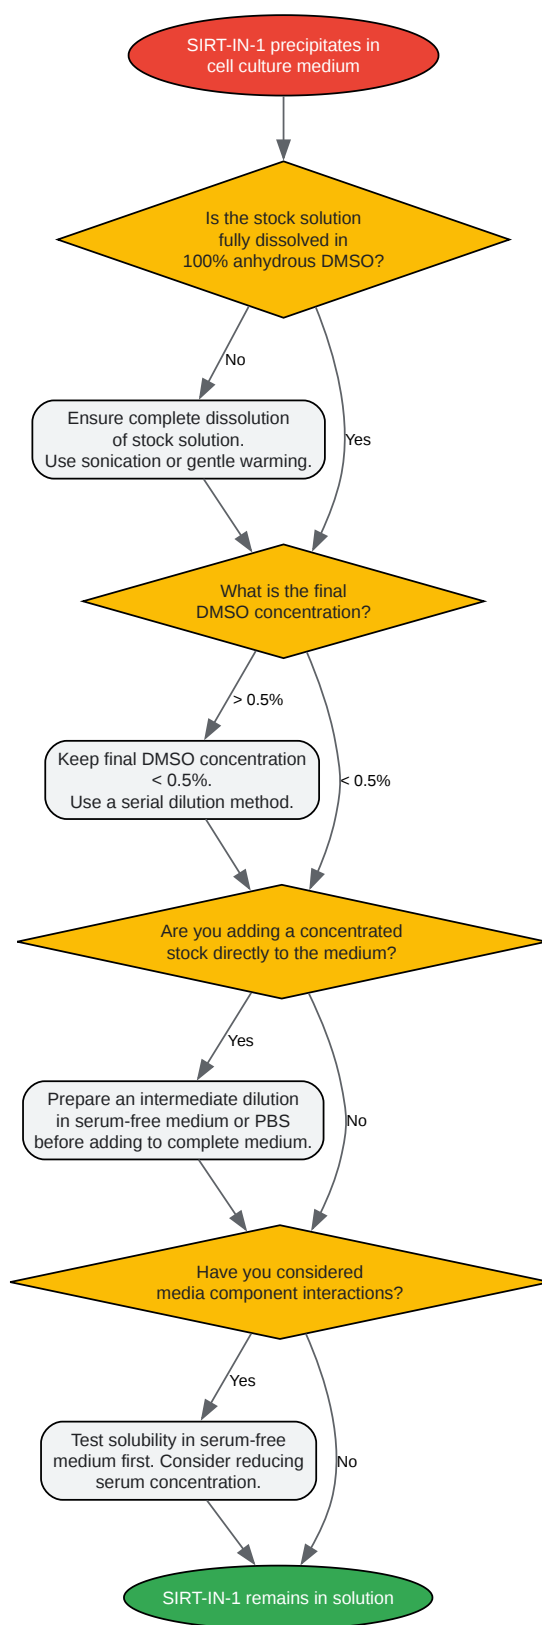 SIRT-IN-1 precipitates in
cell culture medium
Is the stock solution
fully dissolved in
100% anhydrous DMSO?
No
Ensure complete dissolution
of stock solution.
Use sonication or gentle warming.
Yes
What is the final
DMSO concentration?
> 0.5%
Keep final DMSO concentration
< 0.5%.
Use a serial dilution method.
< 0.5%
Are you adding a concentrated
stock directly to the medium?
Yes
Prepare an intermediate dilution
in serum-free medium or PBS
before adding to complete medium.
No
Have you considered
media component interactions?
Yes
Test solubility in serum-free
medium first. Consider reducing
serum concentration.
No
SIRT-IN-1 remains in solution